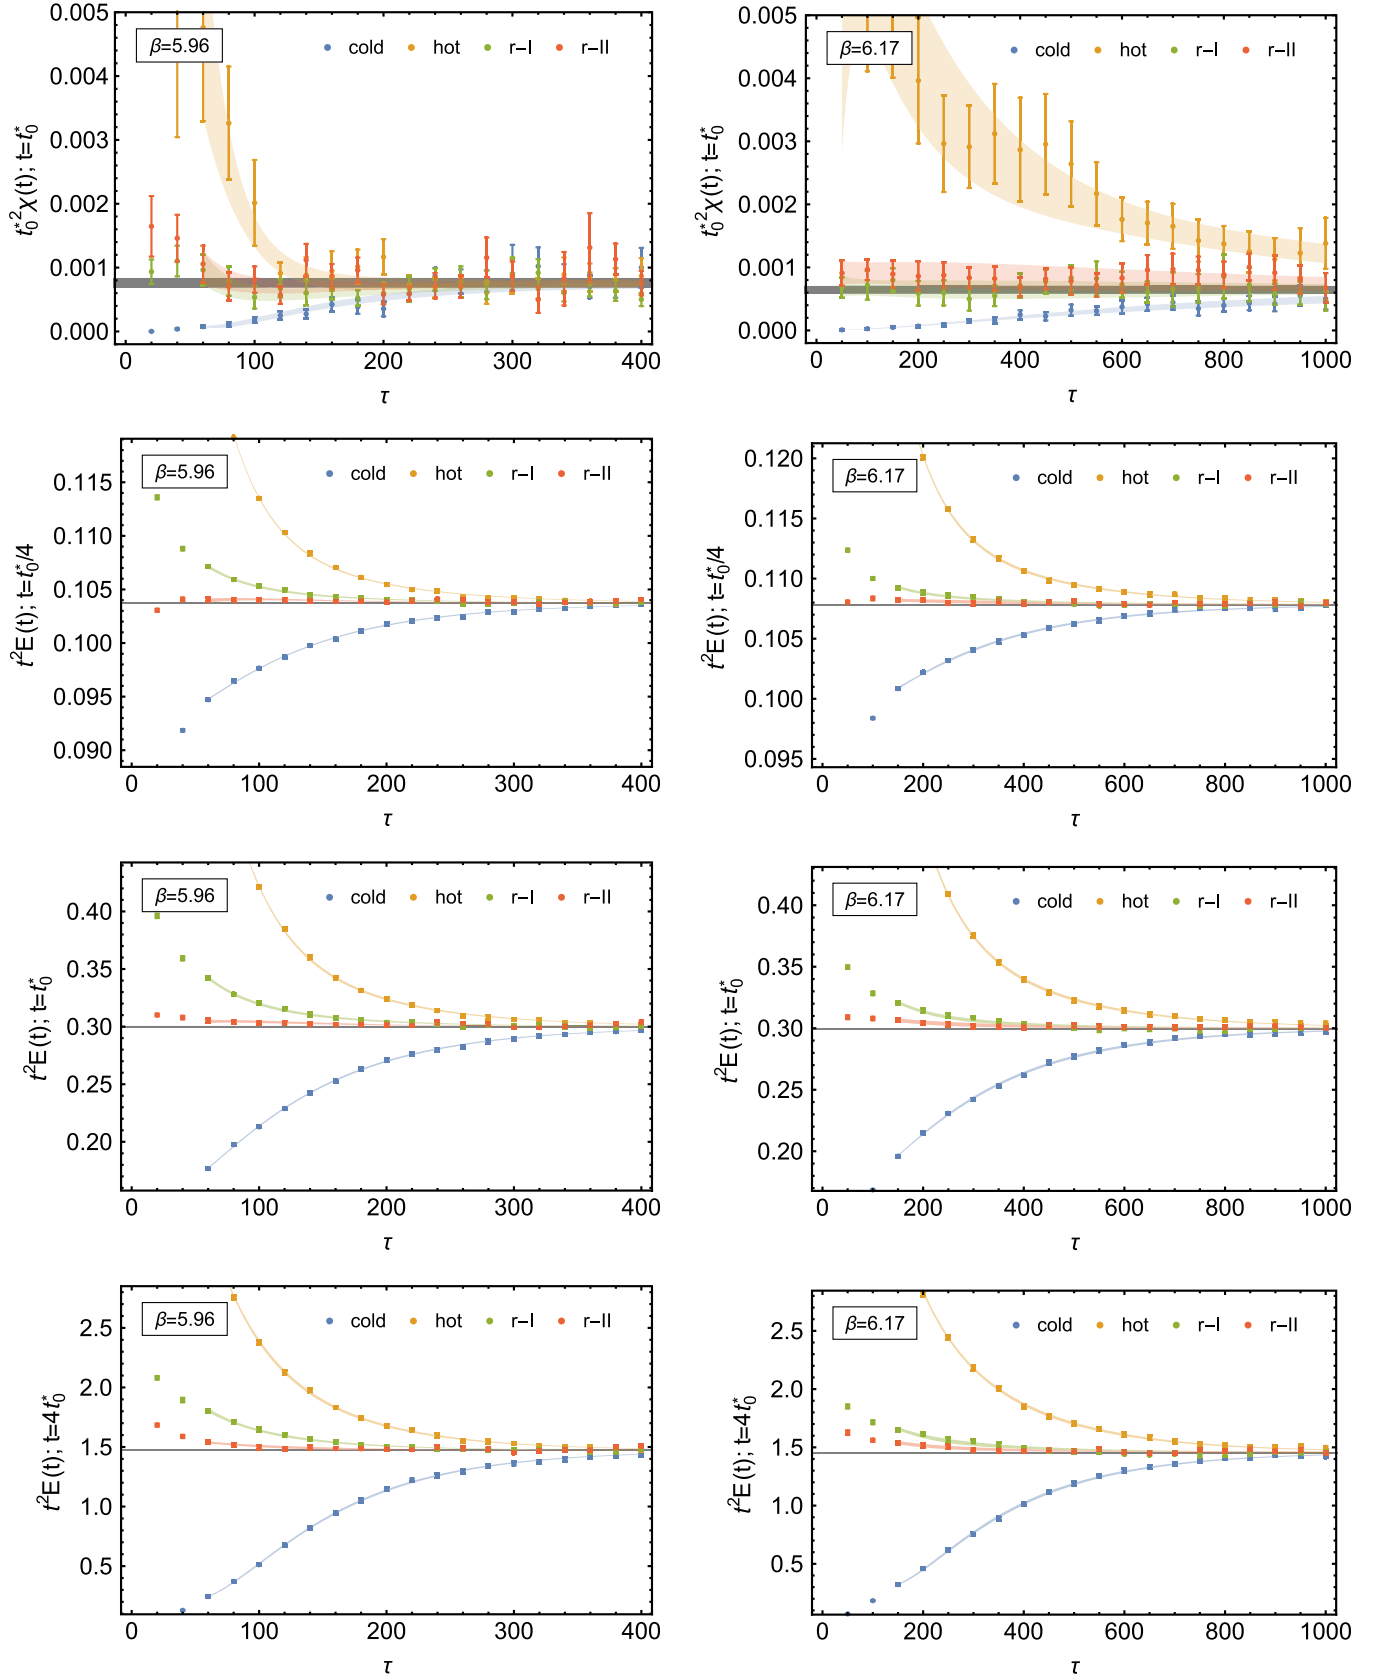 β=5.96 cold hot r–I r–II
0.005
0.004
0.003
0.002
0.001
0.000
t₀*² χ(t); t=t₀*
0 100 200 300 400
τ
β=6.17 cold hot r–I r–II
0.005
0.004
0.003
0.002
0.001
0.000
t₀*² χ(t); t=t₀*
0 200 400 600 800 1000
τ
β=5.96 cold hot r–I r–II
0.115
0.110
0.105
0.100
0.095
0.090
t²E(t); t=t₀*/4
0 100 200 300 400
τ
β=6.17 cold hot r–I r–II
0.120
0.115
0.110
0.105
0.100
0.095
t²E(t); t=t₀*/4
0 200 400 600 800 1000
τ
β=5.96 cold hot r–I r–II
0.40
0.35
0.30
0.25
0.20
t²E(t); t=t₀*
0 100 200 300 400
τ
β=6.17 cold hot r–I r–II
0.40
0.35
0.30
0.25
0.20
t²E(t); t=t₀*
0 200 400 600 800 1000
τ
β=5.96 cold hot r–I r–II
2.5
2.0
1.5
1.0
0.5
t²E(t); t=4t₀*
0 100 200 300 400
τ
β=6.17 cold hot r–I r–II
2.5
2.0
1.5
1.0
0.5
t²E(t); t=4t₀*
0 200 400 600 800 1000
τ